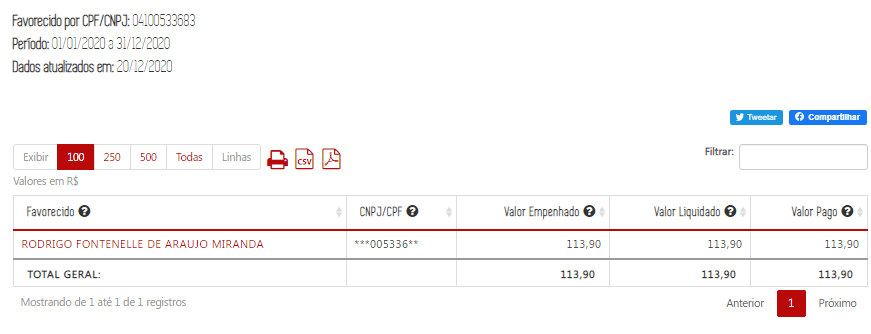 Favorecido por CPF/CNPJ: 04100533683
Período: 01/01/2020 a 31/12/2020
Dados atualizados em: 20/12/2020
Tweetar Compartilhar
Exibir 100 250 500 Todas Linhas CSV Filtrar:
Valores em R$
Favorecido ? CNPJ/CPF ? Valor Empenhado ? Valor Liquidado ? Valor Pago ?
RODRIGO FONTENELLE DE ARAUJO MIRANDA ***005336** 113,90 113,90 113,90
TOTAL GERAL: 113,90 113,90 113,90
Mostrando de 1 até 1 de 1 registros Anterior 1 Próximo